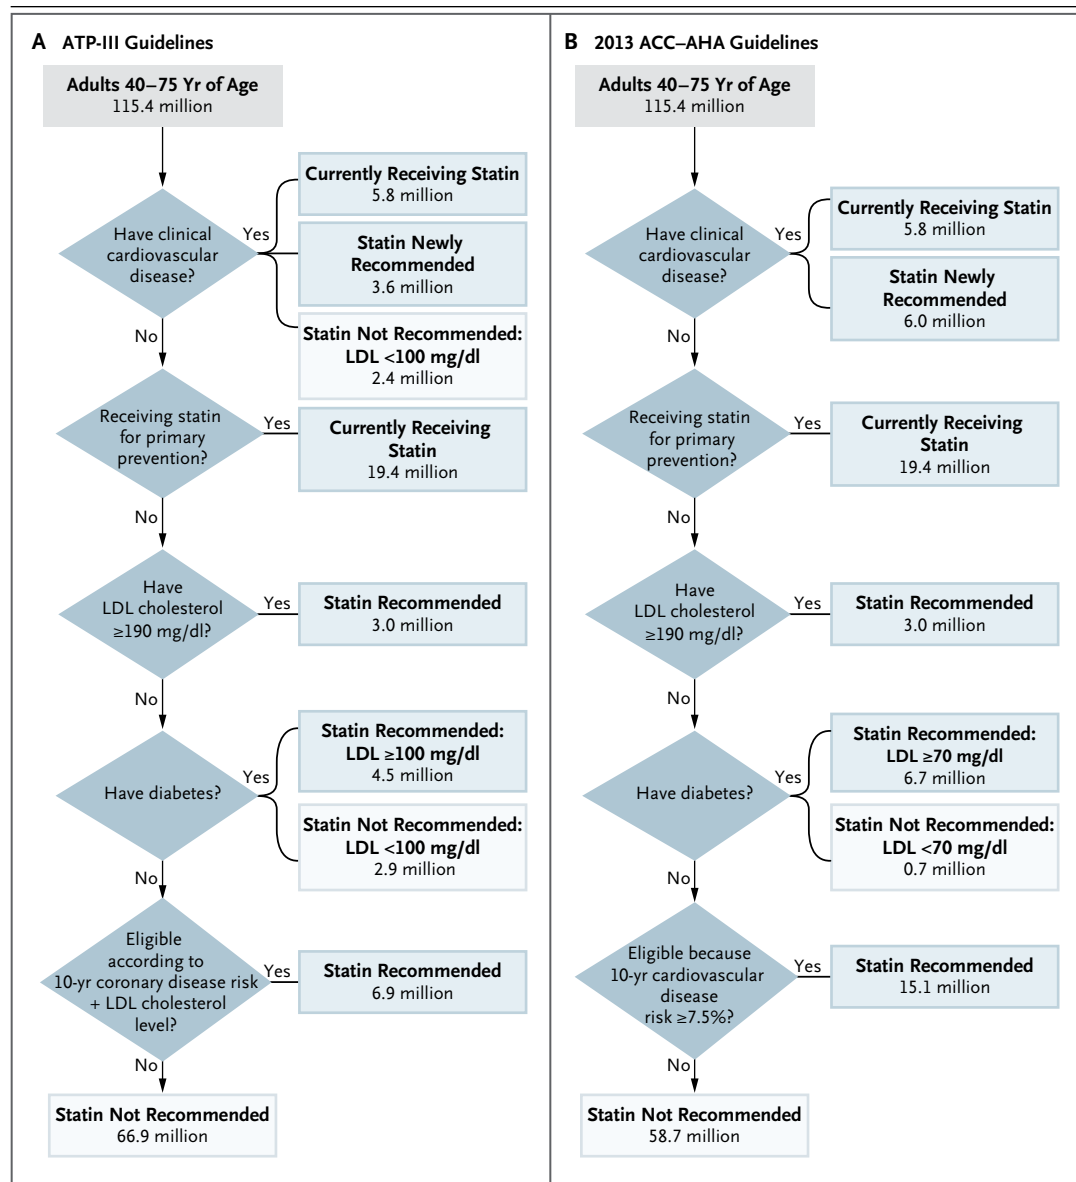 A ATP-III Guidelines
Adults 40–75 Yr of Age
115.4 million
Have clinical
cardiovascular
disease?
Yes
Currently Receiving Statin
5.8 million
Statin Newly
Recommended
3.6 million
Statin Not Recommended:
LDL <100 mg/dl
2.4 million
No
Receiving statin
for primary
prevention?
Yes
Currently Receiving
Statin
19.4 million
No
Have
LDL cholesterol
≥190 mg/dl?
Yes
Statin Recommended
3.0 million
No
Have diabetes?
Yes
Statin Recommended:
LDL ≥100 mg/dl
4.5 million
Statin Not Recommended:
LDL <100 mg/dl
2.9 million
No
Eligible
according to
10-yr coronary disease risk
+ LDL cholesterol
level?
Yes
Statin Recommended
6.9 million
No
Statin Not Recommended
66.9 million
B 2013 ACC–AHA Guidelines
Adults 40–75 Yr of Age
115.4 million
Have clinical
cardiovascular
disease?
Yes
Currently Receiving Statin
5.8 million
Statin Newly
Recommended
6.0 million
No
Receiving statin
for primary
prevention?
Yes
Currently Receiving
Statin
19.4 million
No
Have
LDL cholesterol
≥190 mg/dl?
Yes
Statin Recommended
3.0 million
No
Have diabetes?
Yes
Statin Recommended:
LDL ≥70 mg/dl
6.7 million
Statin Not Recommended:
LDL <70 mg/dl
0.7 million
No
Eligible because
10-yr cardiovascular
disease
risk ≥7.5%?
Yes
Statin Recommended
15.1 million
No
Statin Not Recommended
58.7 million